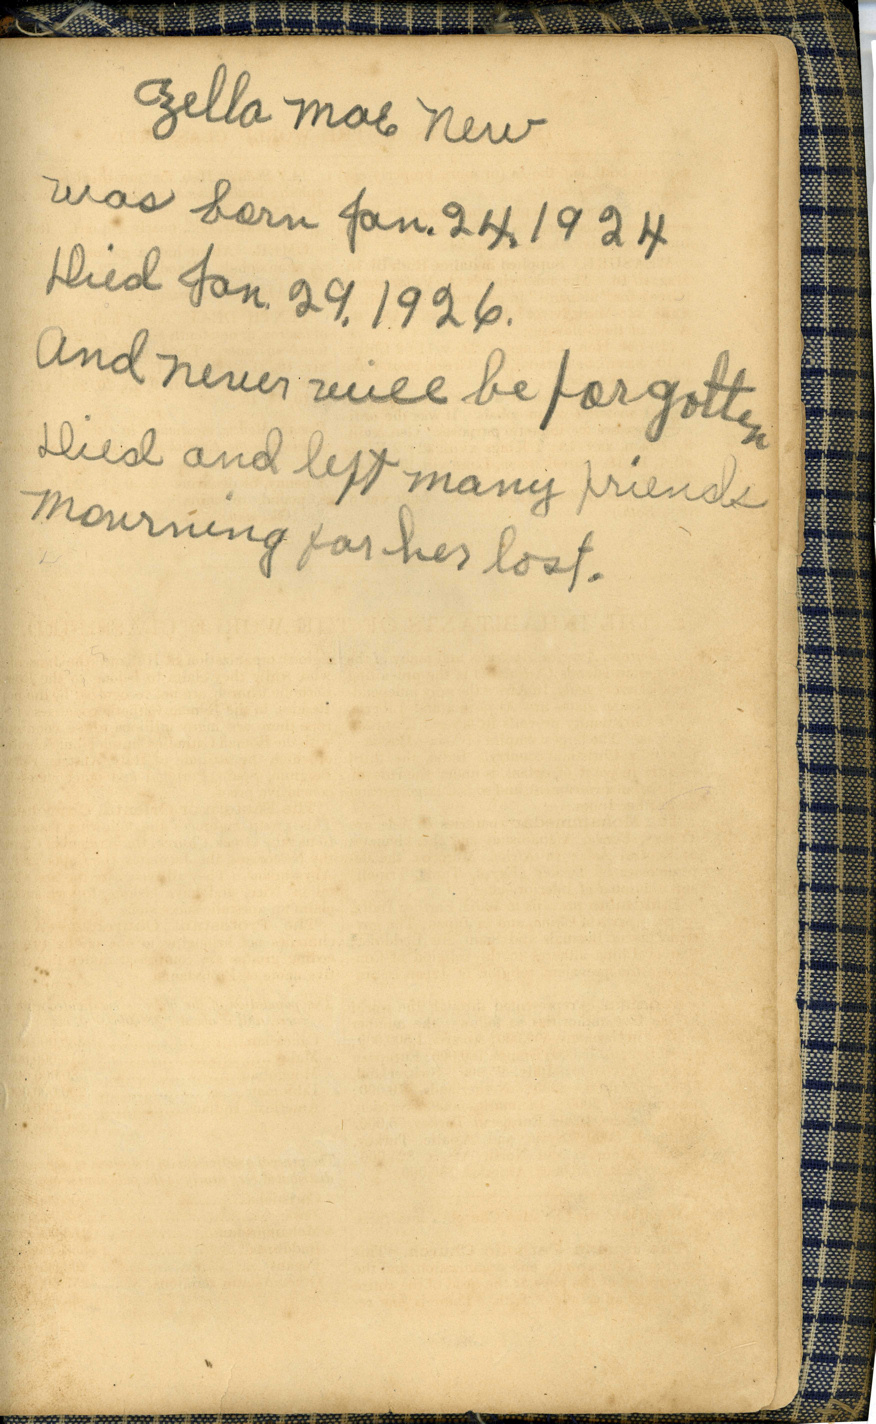 Zella Mae New
was born Jan. 24, 1924
Died Jan. 29, 1926.
And never will be forgotten
Died and left many friends
Mourning for her lost.